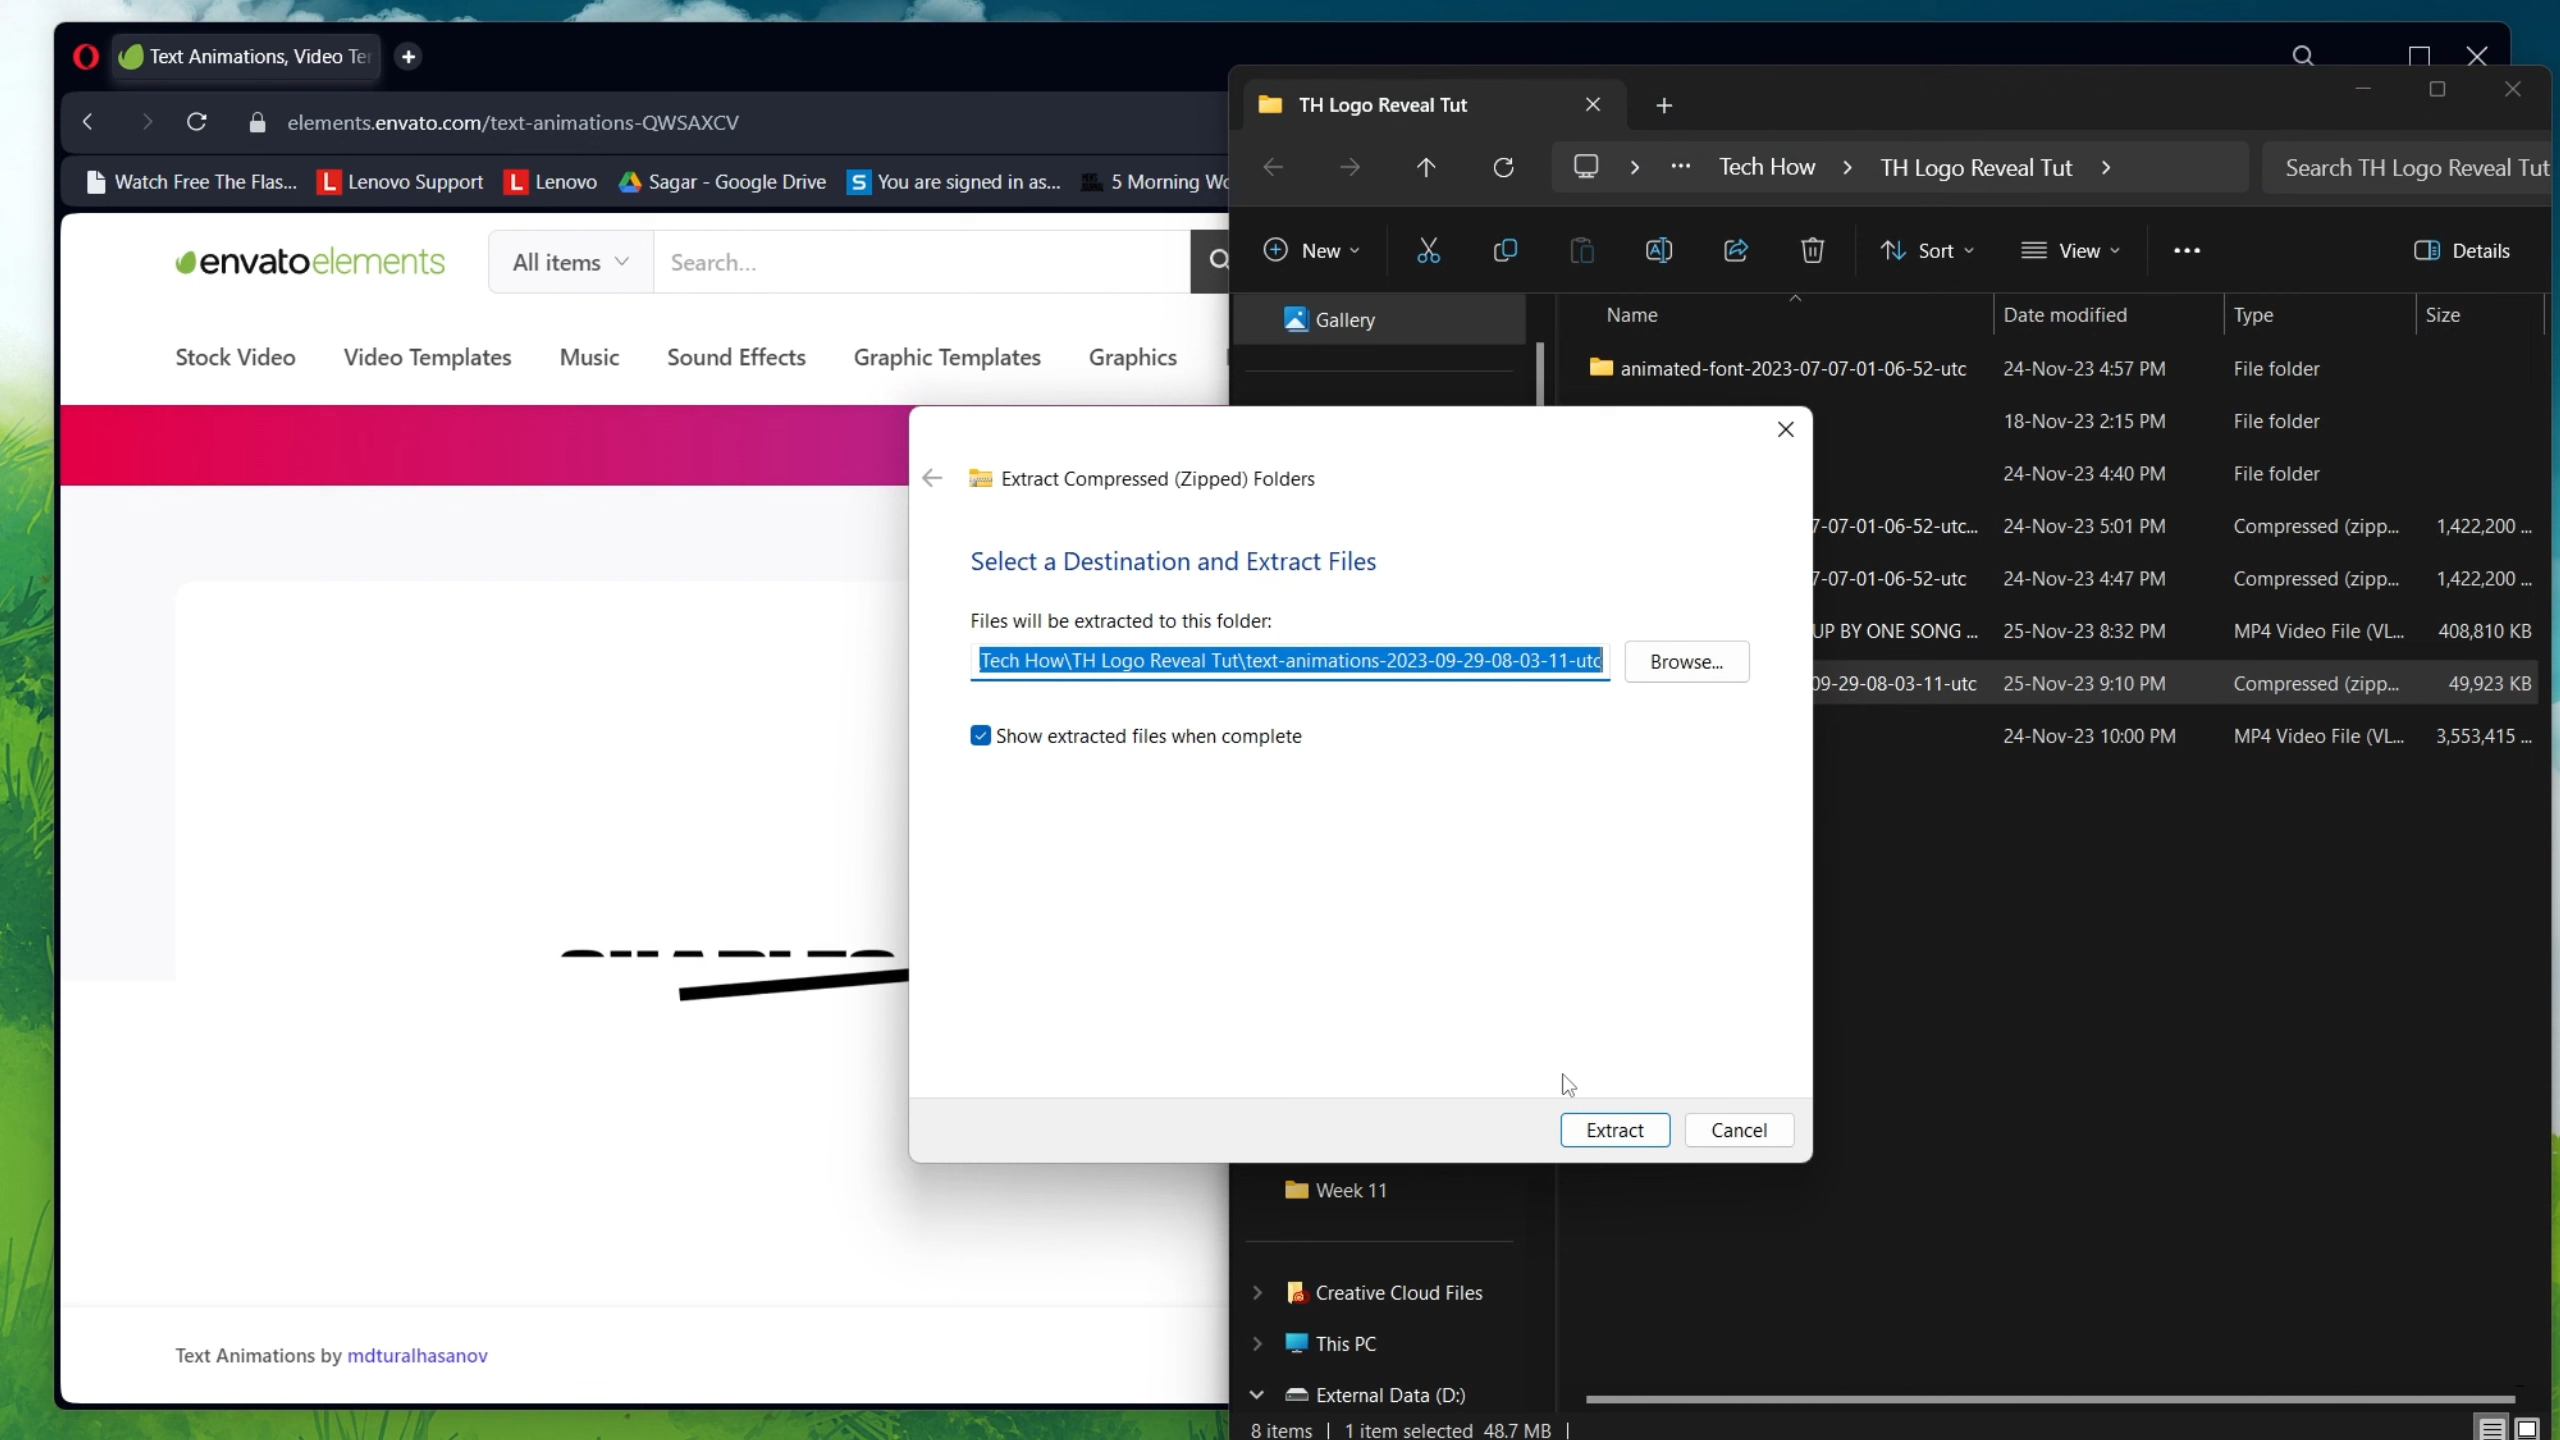 Text Animations, Video Te
elements.envato.com/text-animations-QWSAXCV
Watch Free The Flas...
Lenovo Support
Lenovo
Sagar - Google Drive
You are signed in as...
5 Morning Wo
envatoelements
All items
Search...
Stock Video
Video Templates
Music
Sound Effects
Graphic Templates
Graphics
Text Animations by mdturalhasanov
TH Logo Reveal Tut
Tech How
TH Logo Reveal Tut
Search TH Logo Reveal Tut
New
Sort
View
Details
Gallery
Name
Date modified
Type
Size
animated-font-2023-07-07-01-06-52-utc 24-Nov-23 4:57 PM File folder
18-Nov-23 2:15 PM File folder
24-Nov-23 4:40 PM File folder
7-07-01-06-52-utc... 24-Nov-23 5:01 PM Compressed (zipp... 1,422,200 ...
7-07-01-06-52-utc 24-Nov-23 4:47 PM Compressed (zipp... 1,422,200 ...
UP BY ONE SONG ... 25-Nov-23 8:32 PM MP4 Video File (VL... 408,810 KB
09-29-08-03-11-utc 25-Nov-23 9:10 PM Compressed (zipp... 49,923 KB
24-Nov-23 10:00 PM MP4 Video File (VL... 3,553,415 ...
Extract Compressed (Zipped) Folders
Select a Destination and Extract Files
Files will be extracted to this folder:
Tech How\TH Logo Reveal Tut\text-animations-2023-09-29-08-03-11-utc
Browse...
Show extracted files when complete
Extract
Cancel
Week 11
Creative Cloud Files
This PC
External Data (D:)
8 items
1 item selected 48.7 MB